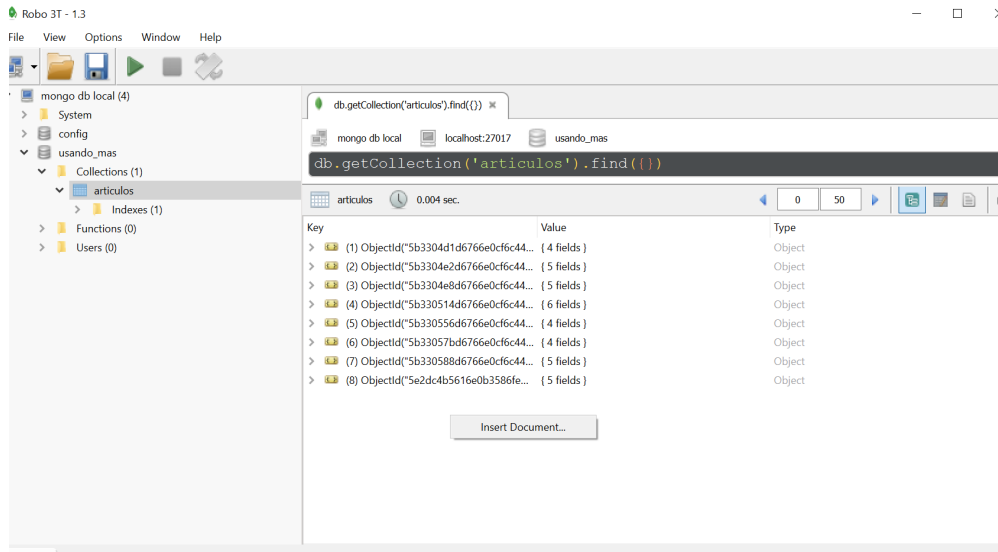 Robo 3T - 1.3
File View Options Window Help
mongo db local (4)
System
config
usando_mas
Collections (1)
articulos
Indexes (1)
Functions (0)
Users (0)
db.getCollection('articulos').find({})
mongo db local localhost:27017 usando_mas
db.getCollection('articulos').find({})
articulos 0.004 sec. 0 50
Key Value Type
(1) ObjectId("5b3304d1d6766e0cf6c44... { 4 fields } Object
(2) ObjectId("5b3304e2d6766e0cf6c44... { 5 fields } Object
(3) ObjectId("5b3304e8d6766e0cf6c44... { 5 fields } Object
(4) ObjectId("5b330514d6766e0cf6c44... { 6 fields } Object
(5) ObjectId("5b330556d6766e0cf6c44... { 4 fields } Object
(6) ObjectId("5b33057bd6766e0cf6c44... { 4 fields } Object
(7) ObjectId("5b330588d6766e0cf6c44... { 5 fields } Object
(8) ObjectId("5e2dc4b5616e0b3586fe... { 5 fields } Object
Insert Document...